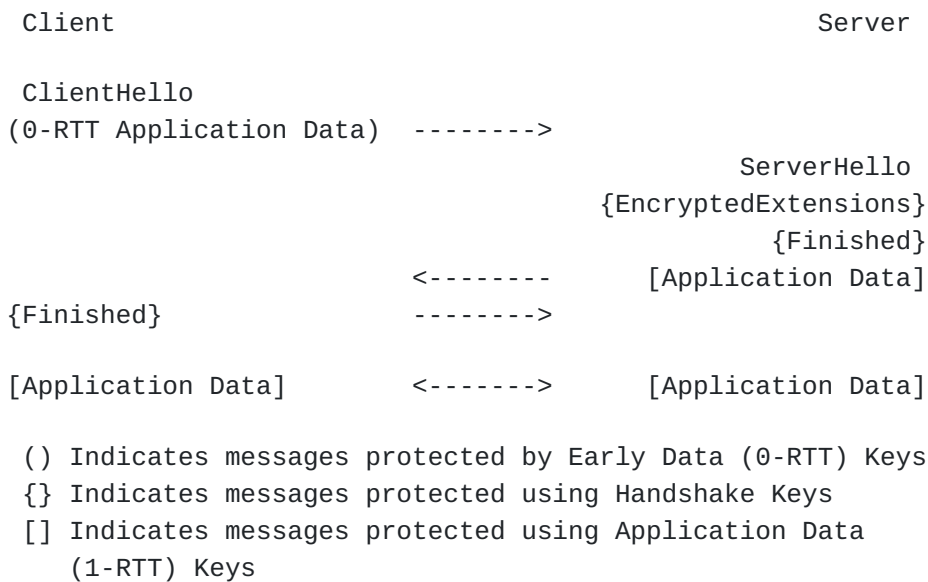 Client                                             Server

 ClientHello
(0-RTT Application Data)  -------->
                                               ServerHello
                                      {EncryptedExtensions}
                                                 {Finished}
                          <--------      [Application Data]
{Finished}                -------->

[Application Data]        <------->      [Application Data]

 () Indicates messages protected by Early Data (0-RTT) Keys
 {} Indicates messages protected using Handshake Keys
 [] Indicates messages protected using Application Data
    (1-RTT) Keys